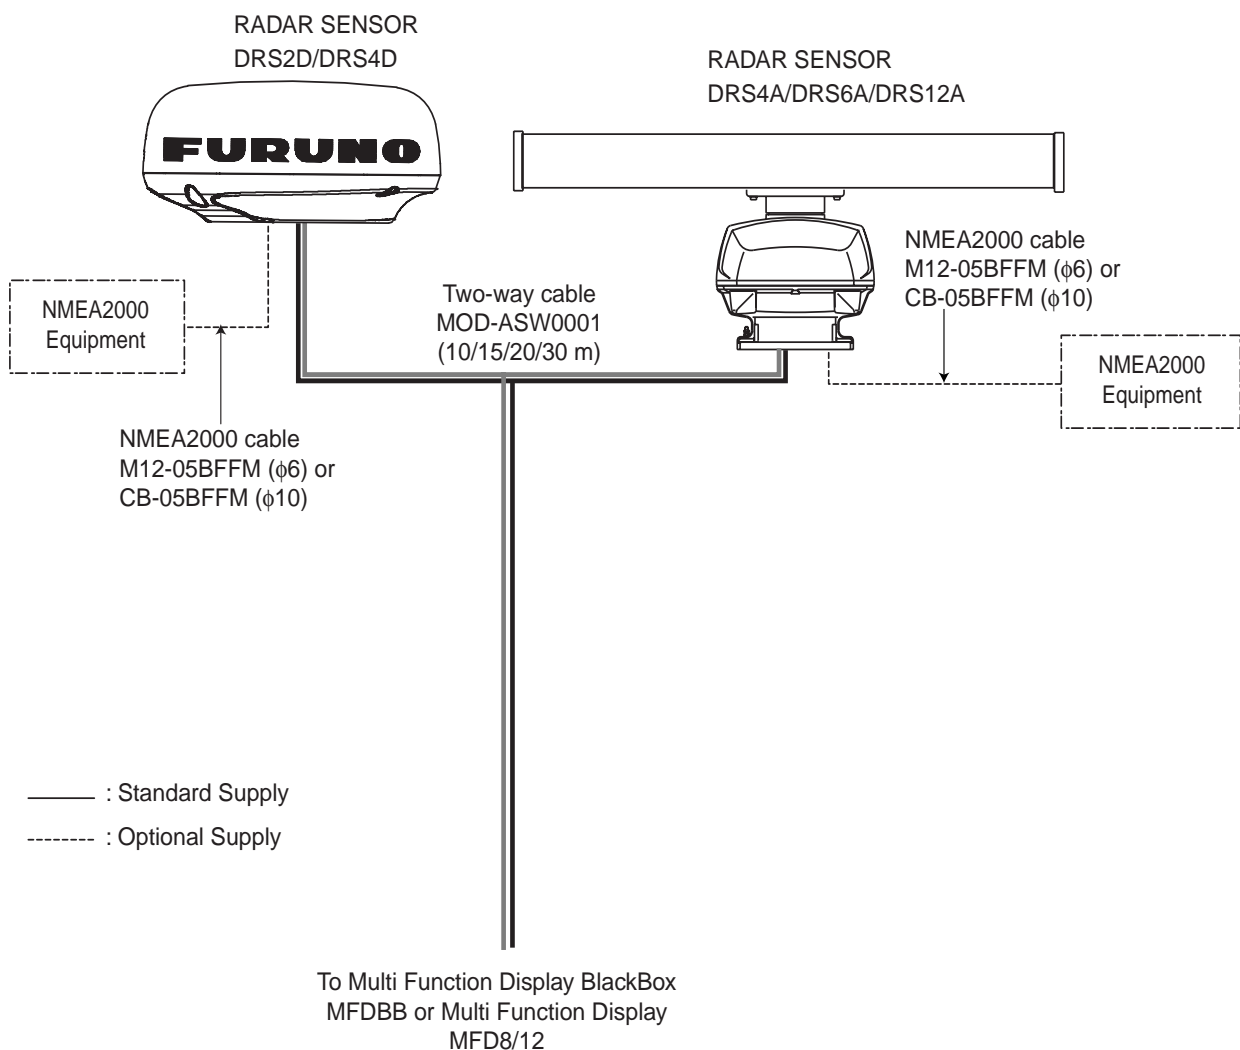 RADAR SENSOR
DRS2D/DRS4D
RADAR SENSOR
DRS4A/DRS6A/DRS12A
FURUNO
NMEA2000 cable
M12-05BFFM (ϕ6) or
CB-05BFFM (ϕ10)
NMEA2000
Equipment
Two-way cable
MOD-ASW0001
(10/15/20/30 m)
NMEA2000
Equipment
NMEA2000 cable
M12-05BFFM (ϕ6) or
CB-05BFFM (ϕ10)
: Standard Supply
: Optional Supply
To Multi Function Display BlackBox
MFDBB or Multi Function Display
MFD8/12